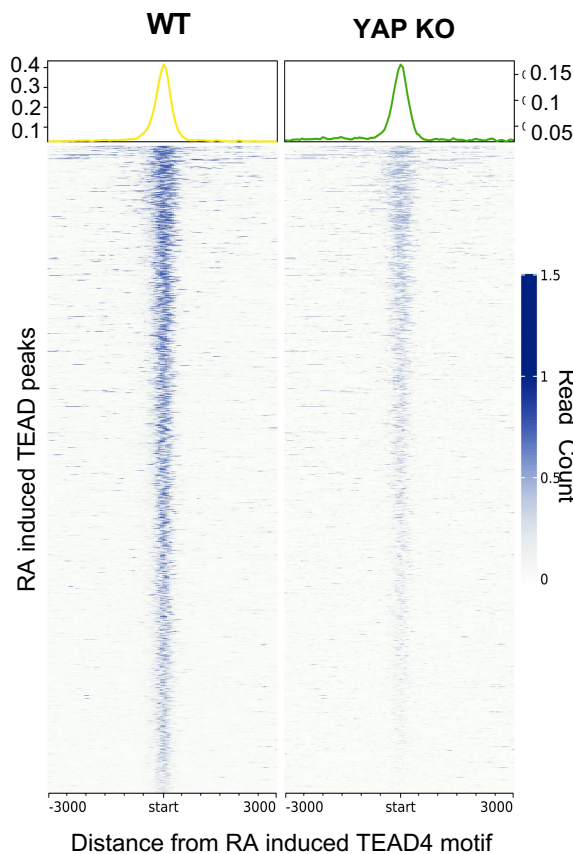 WT
YAP KO
0.4
0.3
0.2
0.1
0.15
0.1
0.05
RA induced TEAD peaks
1.5
1
0.5
0
Read Count
-3000 start 3000
-3000 start 3000
Distance from RA induced TEAD4 motif